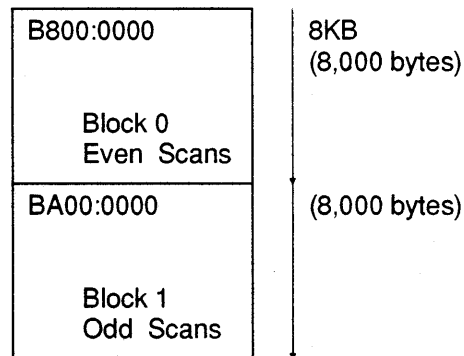 B800:0000
8KB
(8,000 bytes)
Block 0
Even Scans
BA00:0000
(8,000 bytes)
Block 1
Odd Scans